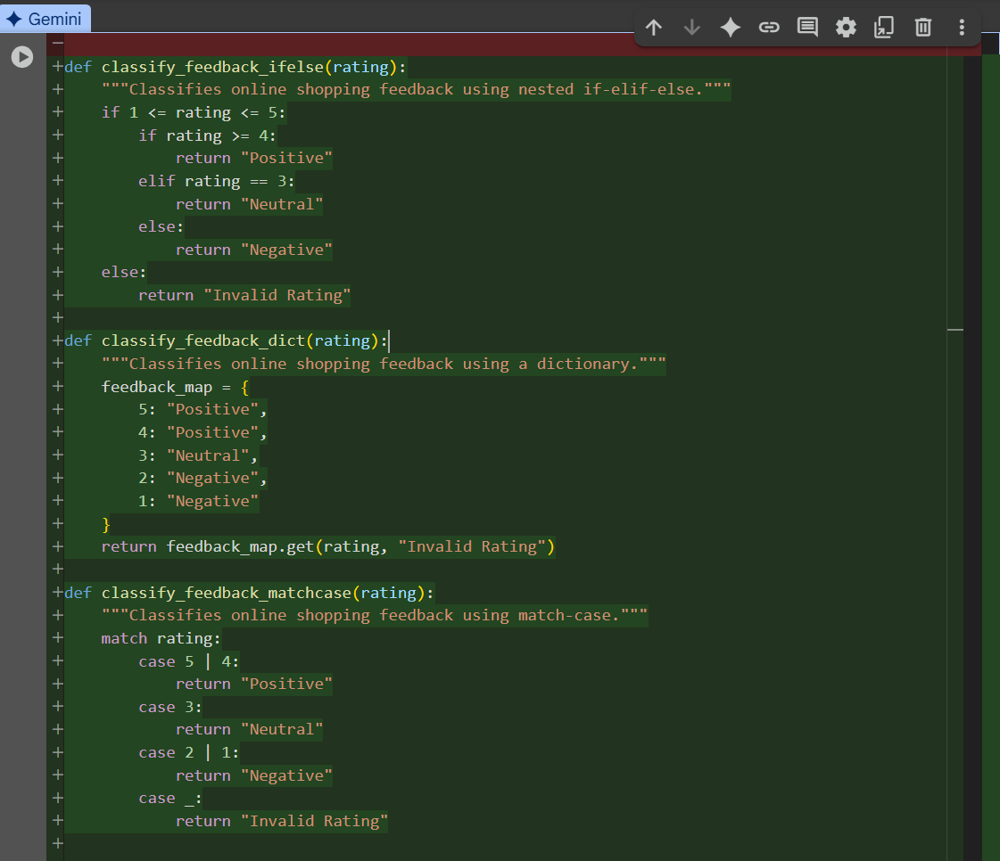 Gemini
def classify_feedback_ifelse(rating):
    """Classifies online shopping feedback using nested if-elif-else."""
    if 1 <= rating <= 5:
        if rating >= 4:
            return "Positive"
        elif rating == 3:
            return "Neutral"
        else:
            return "Negative"
    else:
        return "Invalid Rating"

def classify_feedback_dict(rating):
    """Classifies online shopping feedback using a dictionary."""
    feedback_map = {
        5: "Positive",
        4: "Positive",
        3: "Neutral",
        2: "Negative",
        1: "Negative"
    }
    return feedback_map.get(rating, "Invalid Rating")

def classify_feedback_matchcase(rating):
    """Classifies online shopping feedback using match-case."""
    match rating:
        case 5 | 4:
            return "Positive"
        case 3:
            return "Neutral"
        case 2 | 1:
            return "Negative"
        case _:
            return "Invalid Rating"